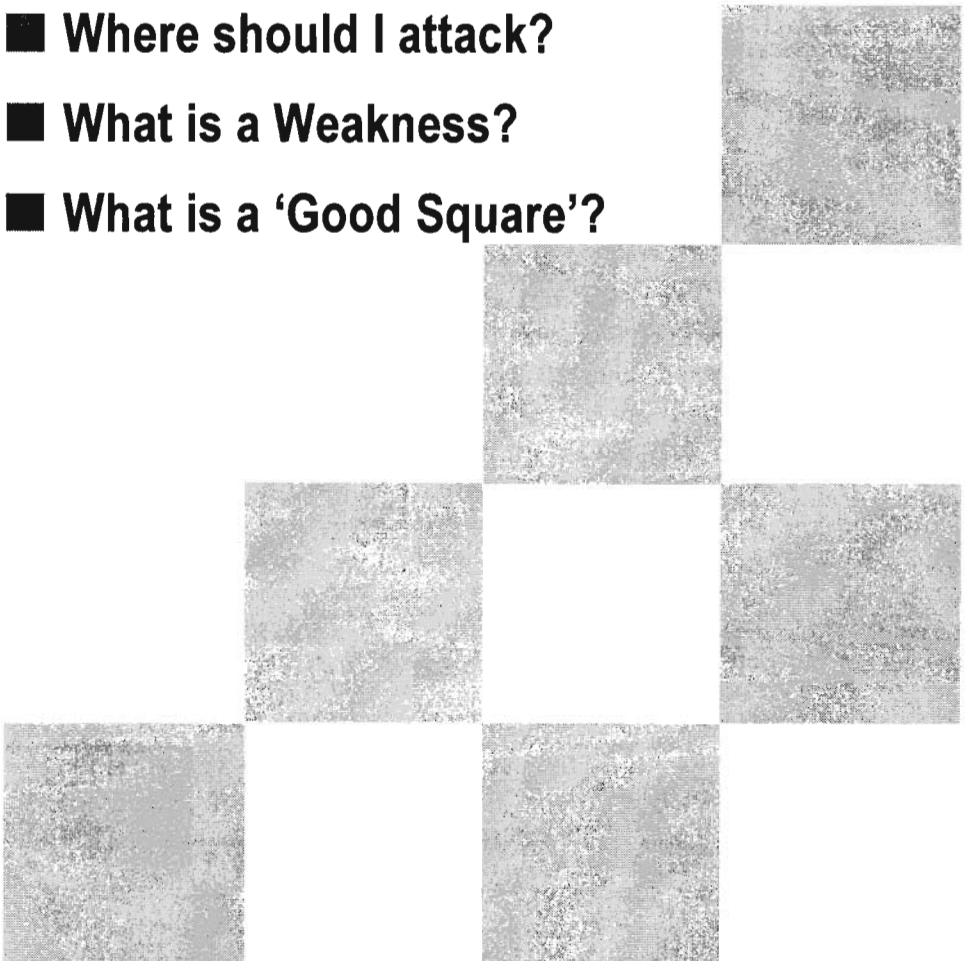 ■ Where should I attack?
■ What is a Weakness?
■ What is a ‘Good Square’?